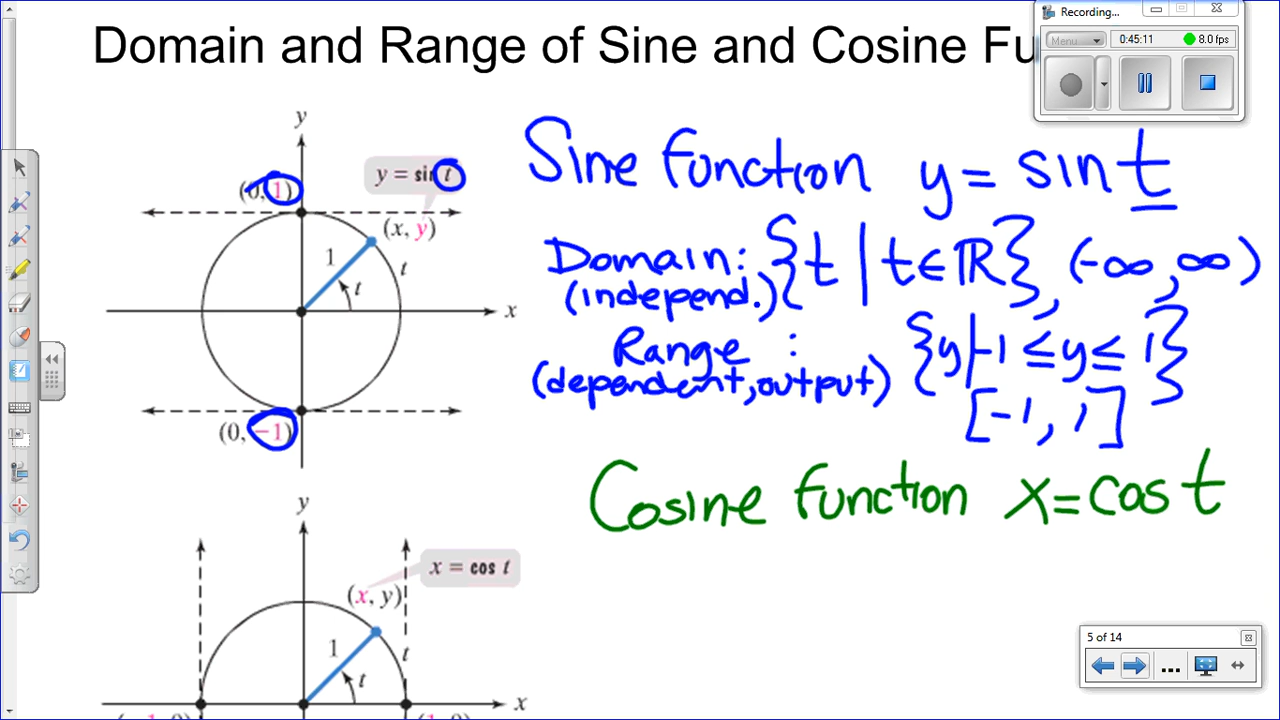 Domain and Range of Sine and Cosine Fu
Recording...
Menu
0:45:11
8.0 fps
y
(0, 1)
y = sin t
(x, y)
1
t
t
x
(0, −1)
Sine function y = sin t
Domain: {t | t ∈ ℝ}, (-∞, ∞)
(independ.)
Range : {y | -1 ≤ y ≤ 1}
(dependent, output) [-1, 1]
Cosine function x = cos t
y
x = cos t
(x, y)
1
t
t
x
5 of 14
...